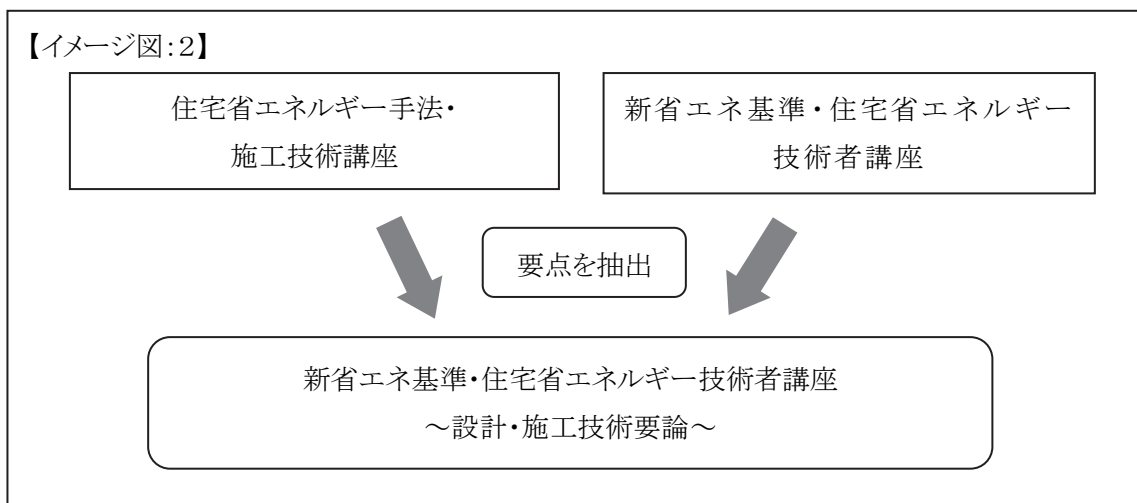 【イメージ図:2】
住宅省エネルギー手法・
施工技術講座
新省エネ基準・住宅省エネルギー
技術者講座
要点を抽出
新省エネ基準・住宅省エネルギー技術者講座
～設計・施工技術要論～